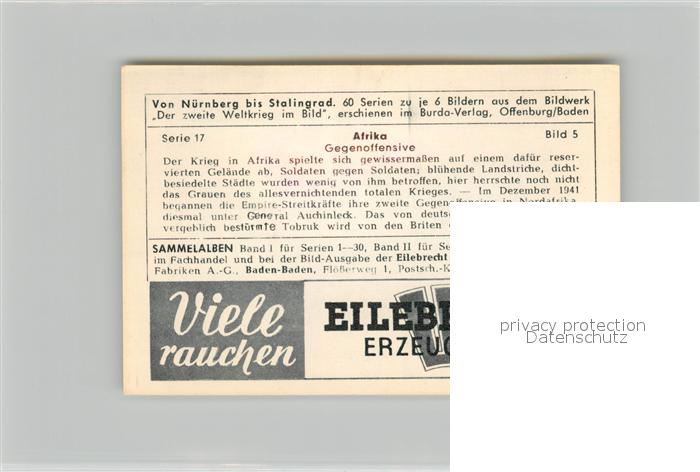 Von Nürnberg bis Stalingrad. 60 Serien zu je 6 Bildern aus dem Bildwerk
„Der zweite Weltkrieg im Bild", erschienen im Burda-Verlag, Offenburg/Baden
Serie 17 Afrika Bild 5
Gegenoffensive
Der Krieg in Afrika spielte sich gewissermaßen auf einem dafür reser-
vierten Gelände ab, Soldaten gegen Soldaten; blühende Landstriche, dicht-
besiedelte Städte wurden wenig von ihm betroffen, hier herrschte noch nicht
das Grauen des allesvernichtenden totalen Krieges. — Im Dezember 1941
begannen die Empire-Streitkräfte ihre zweite Gegenoffensive in Nordafrika,
diesmal unter General Auchinleck. Das von
vergeblich bestürmte Tobruk wird von den Briten
SAMMELALBEN Band I für Serien 1—30, Band II für
im Fachhandel und bei der Bild-Ausgabe der Eilebrecht
Fabriken A.-G., Baden-Baden, Flößerweg 1,
Viele
rauchen
privacy protection
Datenschutz